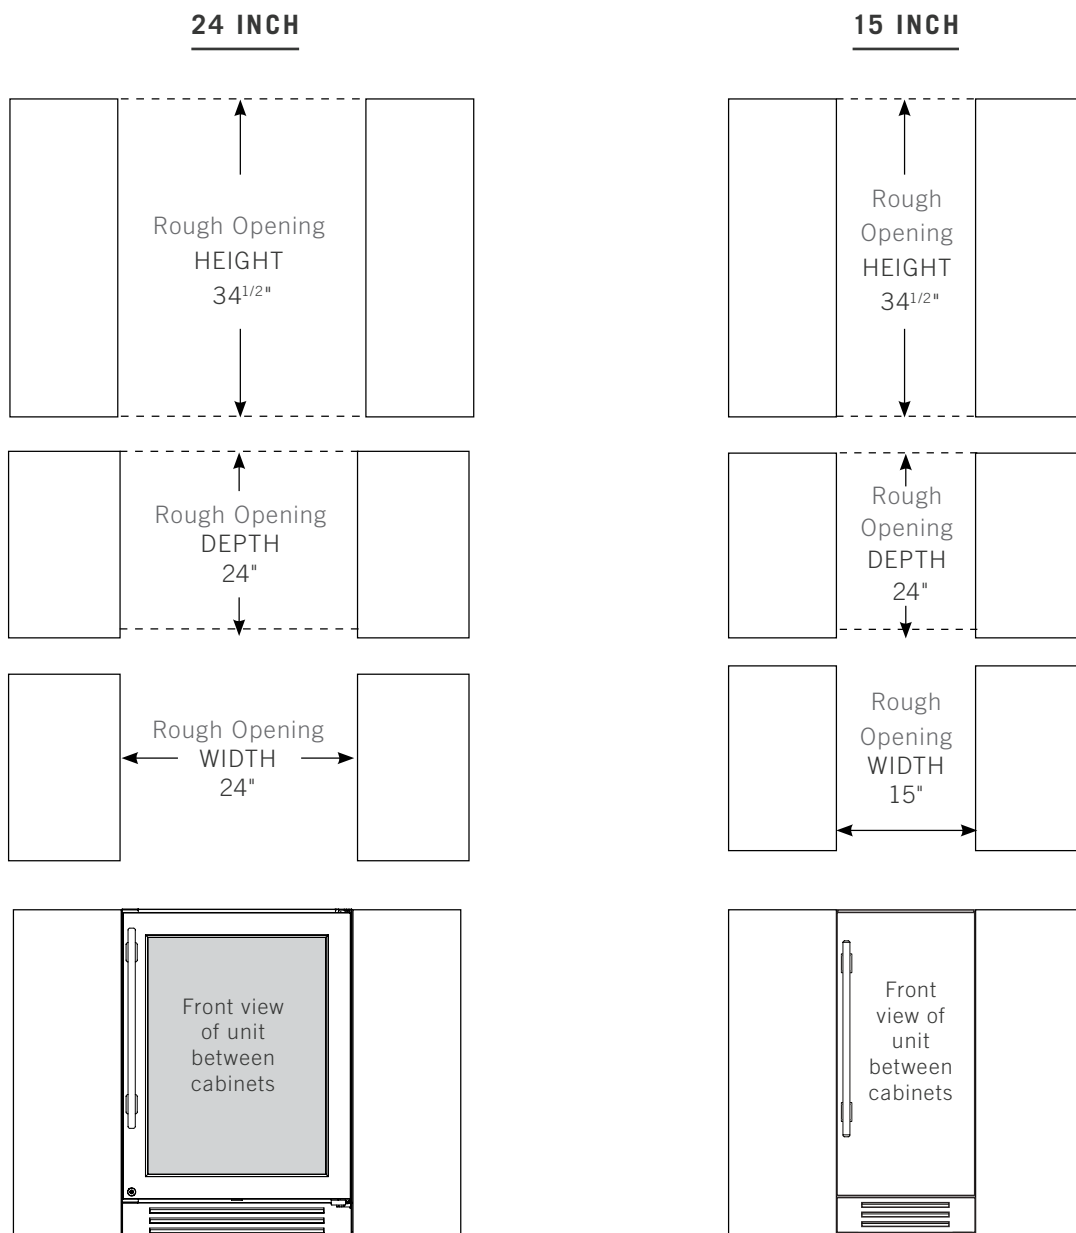 24 INCH
Rough Opening
HEIGHT
34 1/2"
Rough Opening
DEPTH
24"
Rough Opening
WIDTH
24"
Front view
of unit
between
cabinets
15 INCH
Rough
Opening
HEIGHT
34 1/2"
Rough
Opening
DEPTH
24"
Rough
Opening
WIDTH
15"
Front
view of
unit
between
cabinets